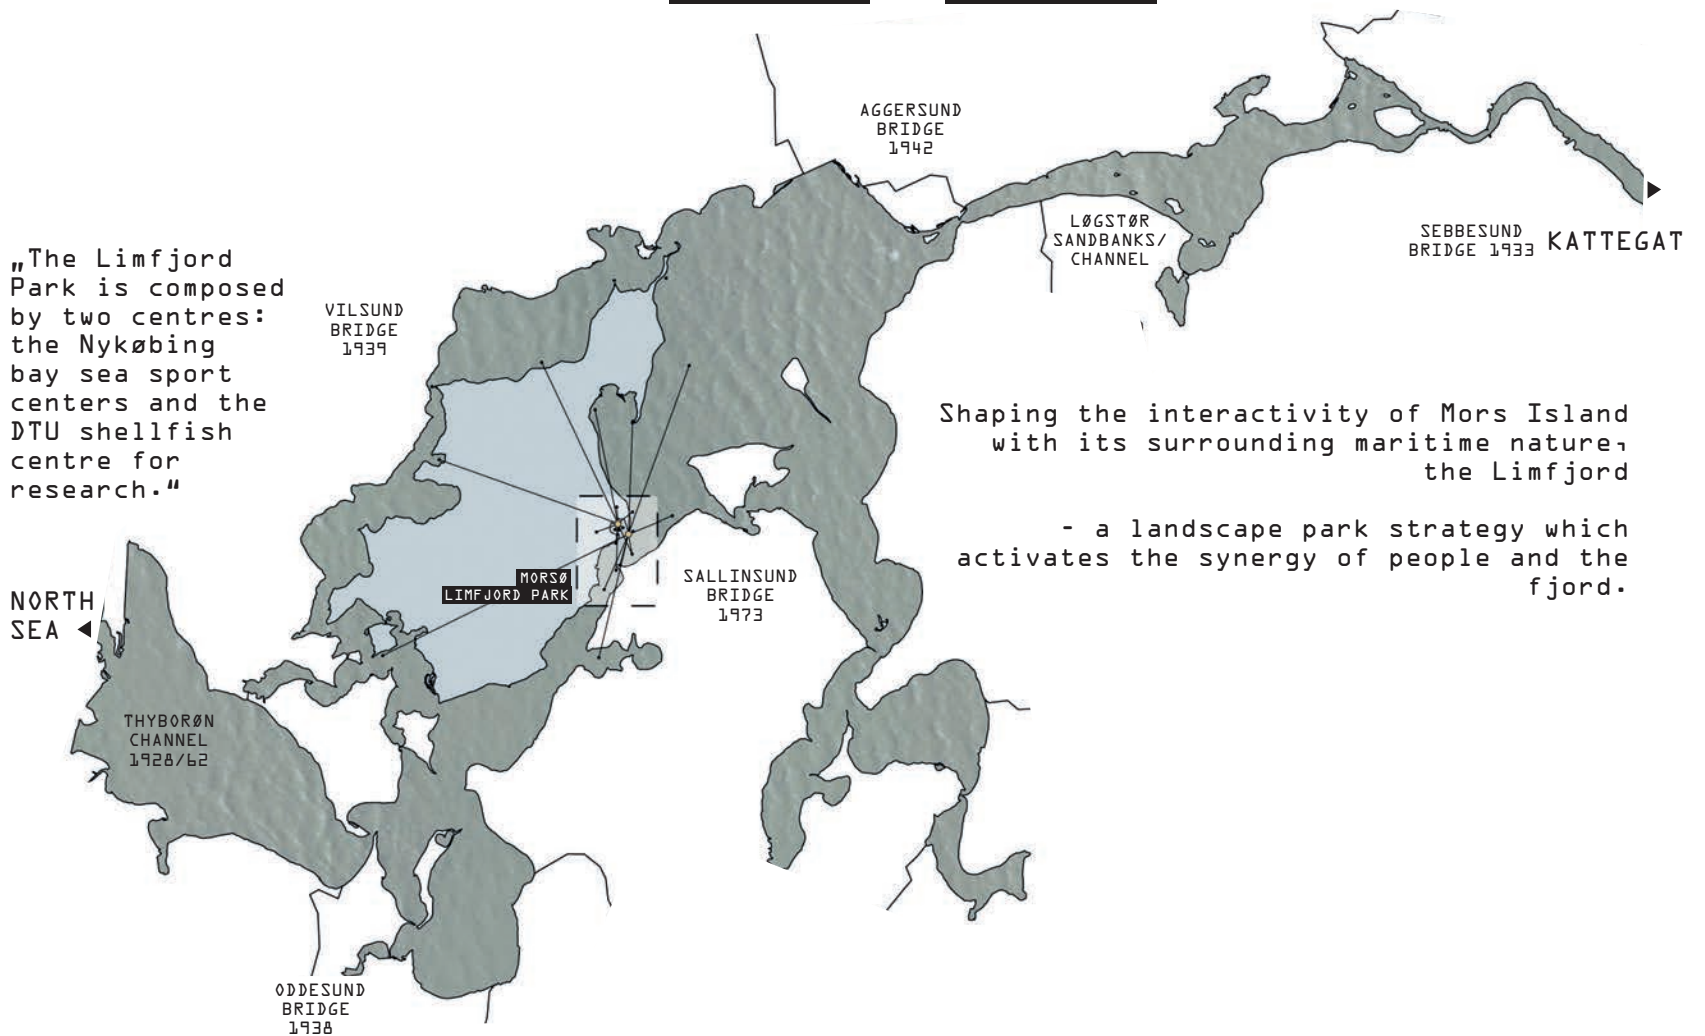 AGGERSUND
BRIDGE
1942
LØGSTØR
SANDBANKS/
CHANNEL
SEBBESUND
BRIDGE 1933
KATTEGAT
„The Limfjord
Park is composed
by two centres:
the Nykøbing
bay sea sport
centers and the
DTU shellfish
centre for
research.“
VILSUND
BRIDGE
1939
Shaping the interactivity of Mors Island
with its surrounding maritime nature,
the Limfjord
- a landscape park strategy which
activates the synergy of people and the
fjord.
MORSØ
LIMFJORD PARK
SALLINSUND
BRIDGE
1973
NORTH
SEA
THYBORØN
CHANNEL
1928/62
ODDESUND
BRIDGE
1938